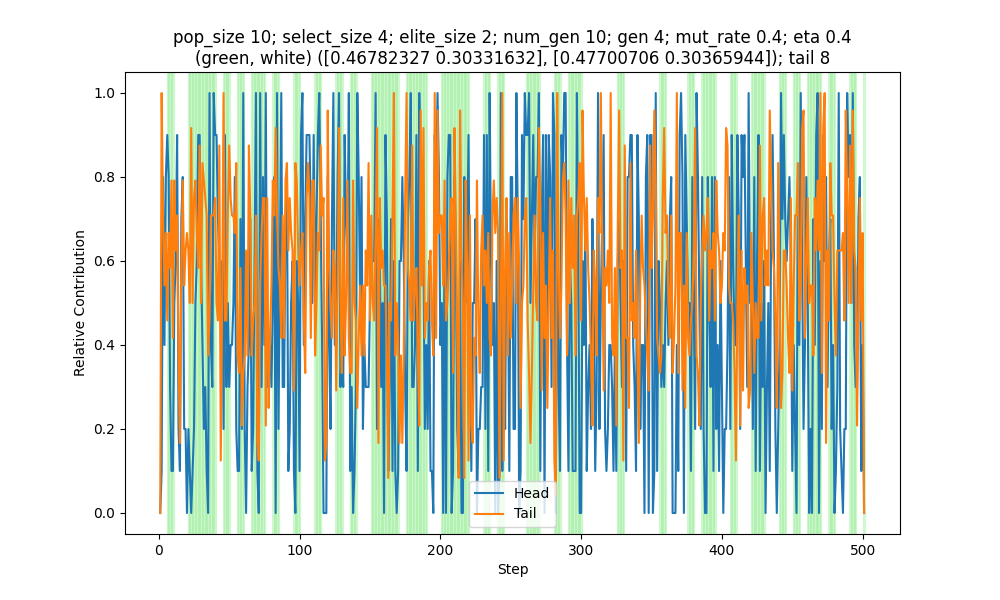 pop_size 10; select_size 4; elite_size 2; num_gen 10; gen 4; mut_rate 0.4; eta 0.4
(green, white) ([0.46782327 0.30331632], [0.47700706 0.30365944]); tail 8
1.0
0.8
0.6
0.4
0.2
0.0
Relative Contribution
Head
Tail
0 100 200 300 400 500
Step